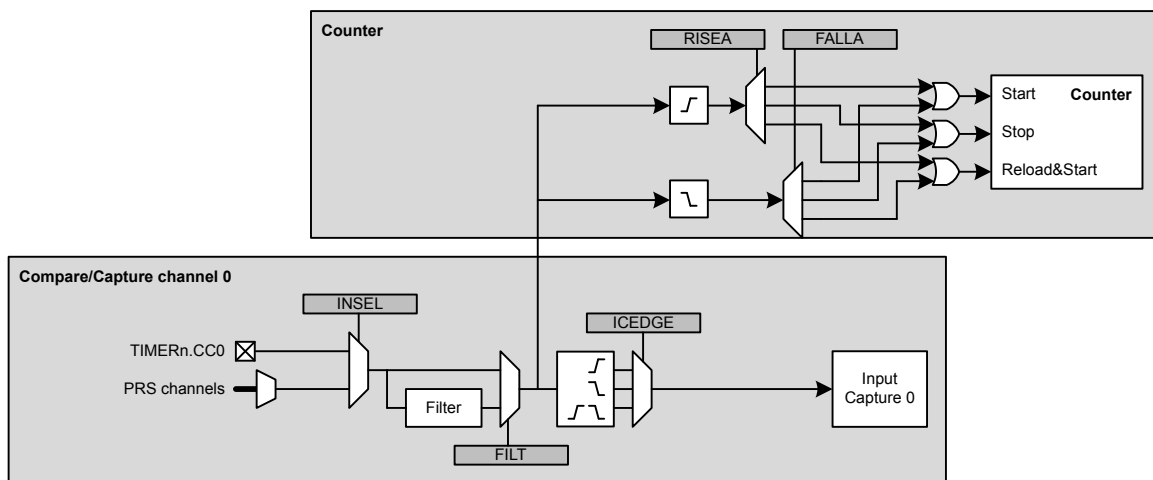 Counter
RISEA
FALLA
Start
Counter
Stop
Reload&Start
Compare/Capture channel 0
INSEL
ICEDGE
TIMERn.CC0
PRS channels
Filter
Input
Capture 0
FILT